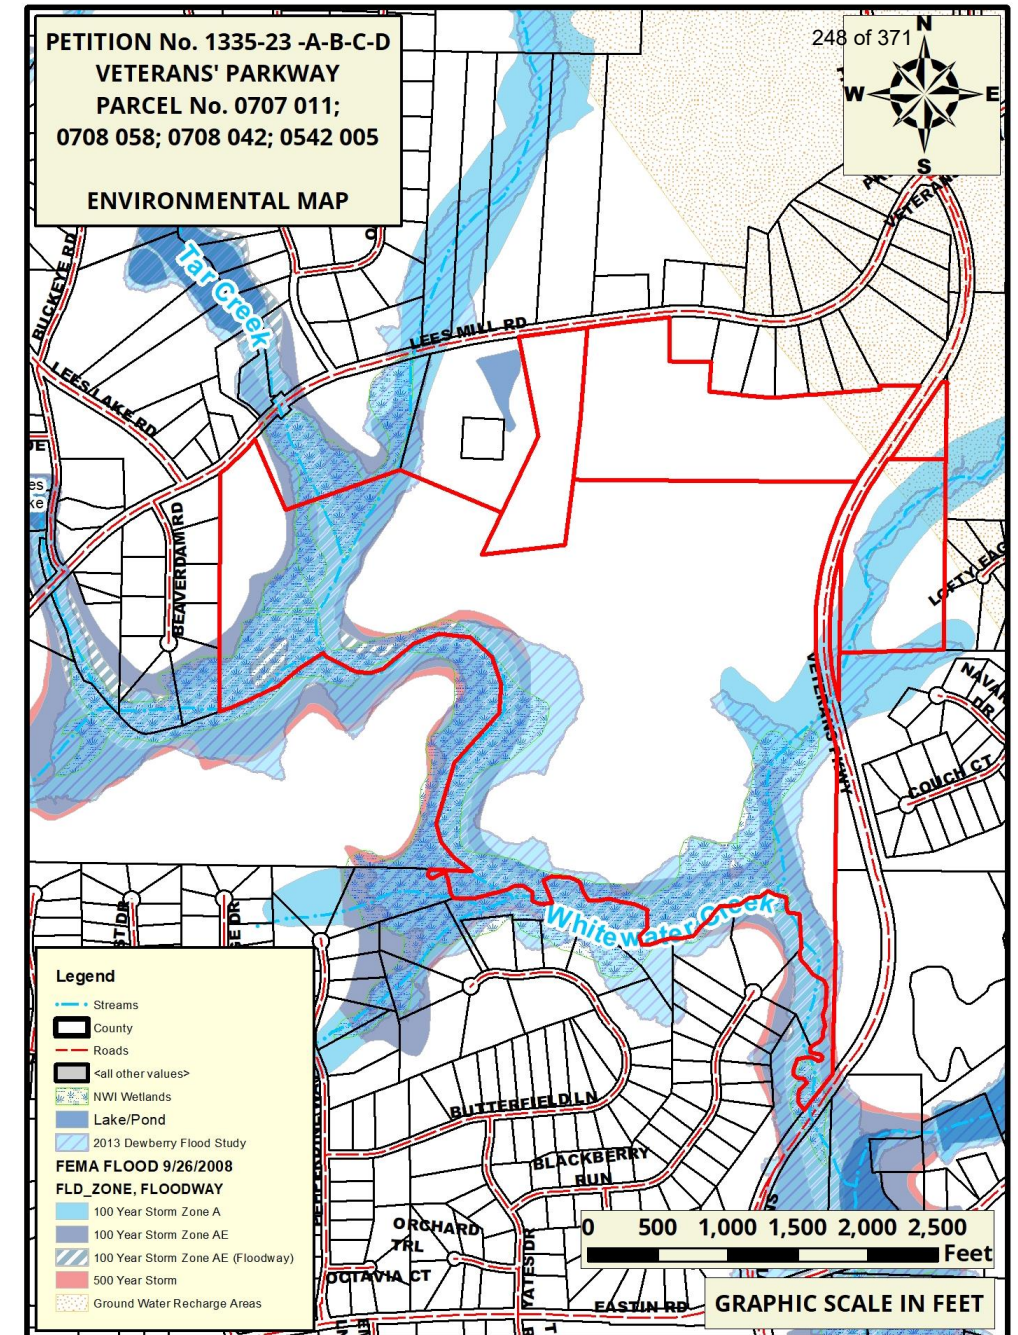 PETITION No. 1335-23 -A-B-C-D
VETERANS' PARKWAY
PARCEL No. 0707 011;
0708 058; 0708 042; 0542 005
ENVIRONMENTAL MAP
248 of 371
N
W
E
S
VETERAN
BUCKEYE RD
Tar Creek
LEES MILL RD
LEES LAKE RD
BEAVERDAM RD
LOFTY EAG
NAVA
DR
VETERANS PKWY
COUCH CT
Whitewater Creek
ST DR
GE DR
BUTTERFIELD LN
BLACKBERRY
RUN
ORCHARD
TRL
OCTAVIA CT
YATES DR
EASTIN RD
Legend
Streams
County
Roads
<all other values>
NWI Wetlands
Lake/Pond
2013 Dewberry Flood Study
FEMA FLOOD 9/26/2008
FLD_ZONE, FLOODWAY
100 Year Storm Zone A
100 Year Storm Zone AE
100 Year Storm Zone AE (Floodway)
500 Year Storm
Ground Water Recharge Areas
0 500 1,000 1,500 2,000 2,500
Feet
GRAPHIC SCALE IN FEET